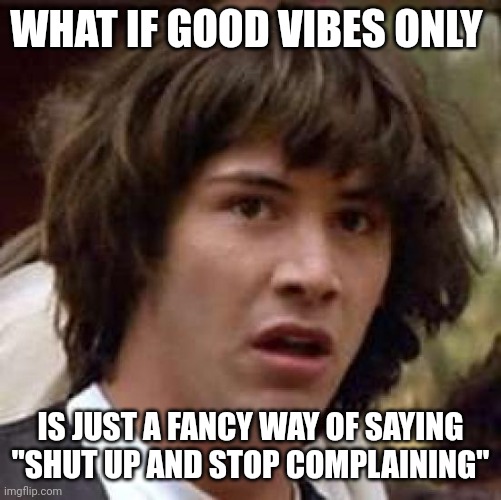 WHAT IF GOOD VIBES ONLY
IS JUST A FANCY WAY OF SAYING
"SHUT UP AND STOP COMPLAINING"
imgflip.com